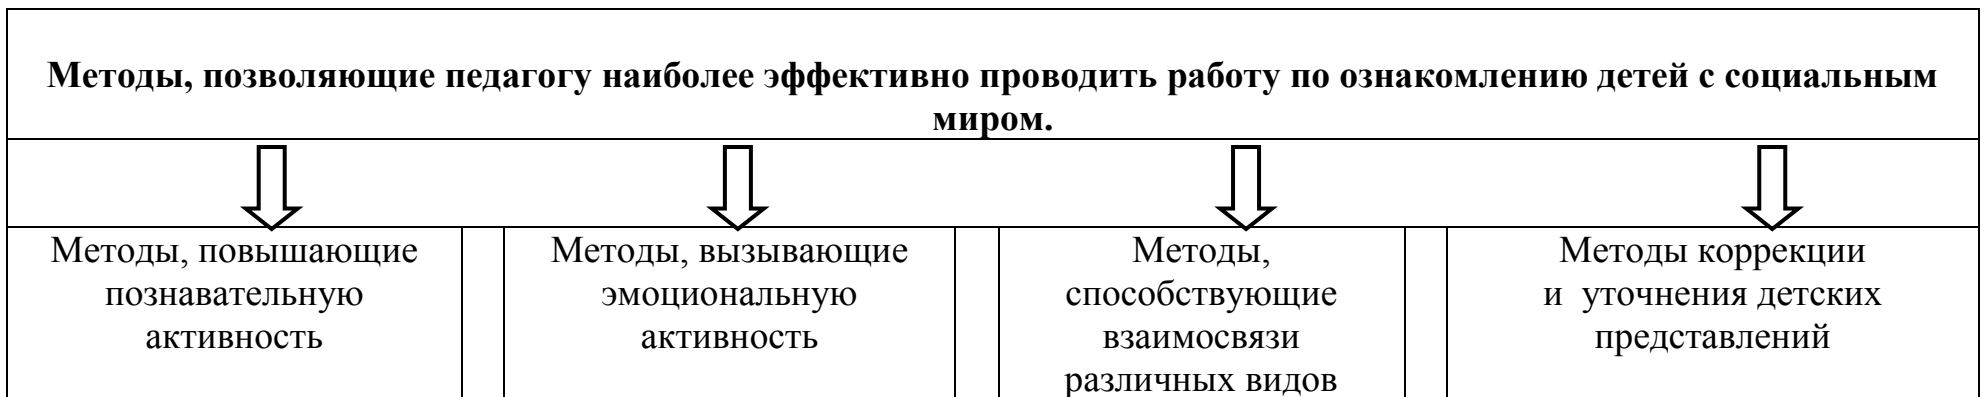 Методы, позволяющие педагогу наиболее эффективно проводить работу по ознакомлению детей с социальным
миром.
Методы, повышающие
познавательную
активность
Методы, вызывающие
эмоциональную
активность
Методы,
способствующие
взаимосвязи
различных видов
Методы коррекции
и уточнения детских
представлений